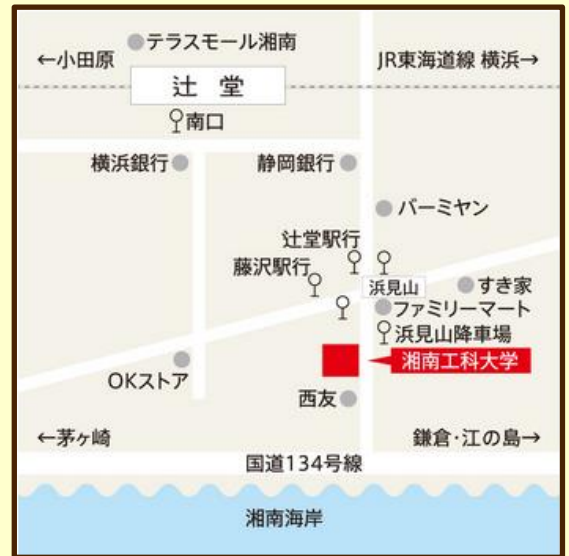 テラスモール湘南
←小田原
JR東海道線 横浜→
辻 堂
南口
横浜銀行
静岡銀行
バーミヤン
辻堂駅行
藤沢駅行
浜見山
すき家
ファミリーマート
浜見山降車場
湘南工科大学
OKストア
西友
←茅ヶ崎
鎌倉・江の島→
国道134号線
湘南海岸